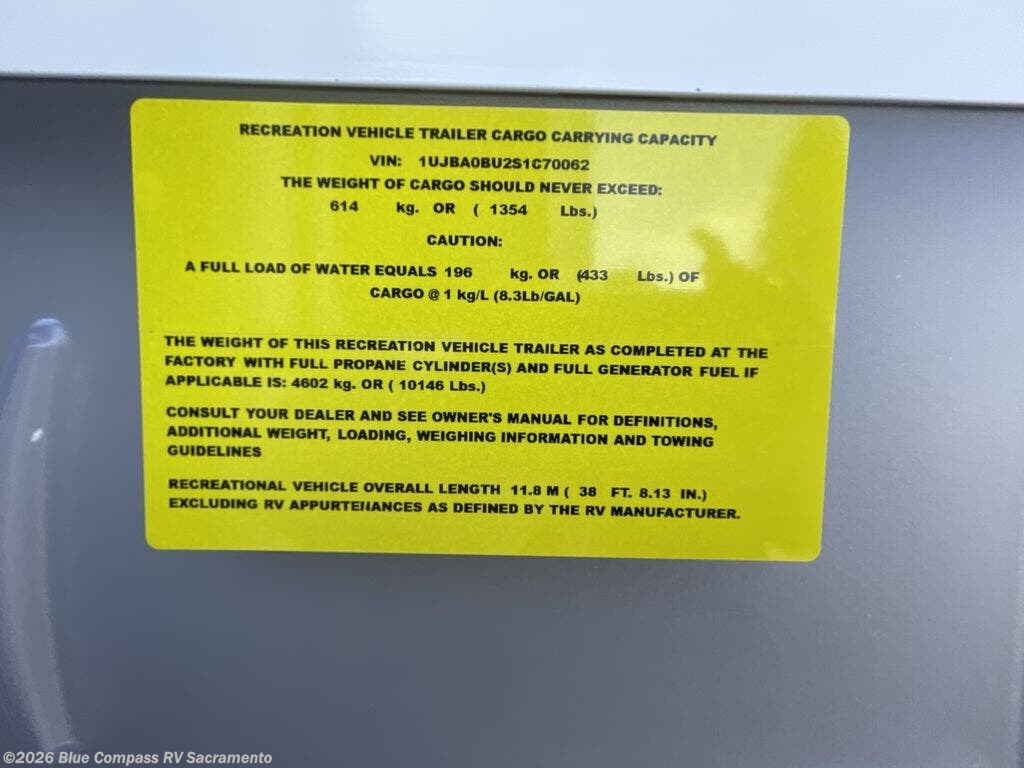 RECREATION VEHICLE TRAILER CARGO CARRYING CAPACITY
VIN: 1UJBA0BU2S1C70062
THE WEIGHT OF CARGO SHOULD NEVER EXCEED:
614 kg. OR ( 1354 Lbs.)
CAUTION:
A FULL LOAD OF WATER EQUALS 196 kg. OR (433 Lbs.) OF
CARGO @ 1 kg/L (8.3Lb/GAL)
THE WEIGHT OF THIS RECREATION VEHICLE TRAILER AS COMPLETED AT THE
FACTORY WITH FULL PROPANE CYLINDER(S) AND FULL GENERATOR FUEL IF
APPLICABLE IS: 4602 kg. OR ( 10146 Lbs.)
CONSULT YOUR DEALER AND SEE OWNER'S MANUAL FOR DEFINITIONS,
ADDITIONAL WEIGHT, LOADING, WEIGHING INFORMATION AND TOWING
GUIDELINES
RECREATIONAL VEHICLE OVERALL LENGTH 11.8 M ( 38 FT. 8.13 IN.)
EXCLUDING RV APPURTENANCES AS DEFINED BY THE RV MANUFACTURER.
©2026 Blue Compass RV Sacramento